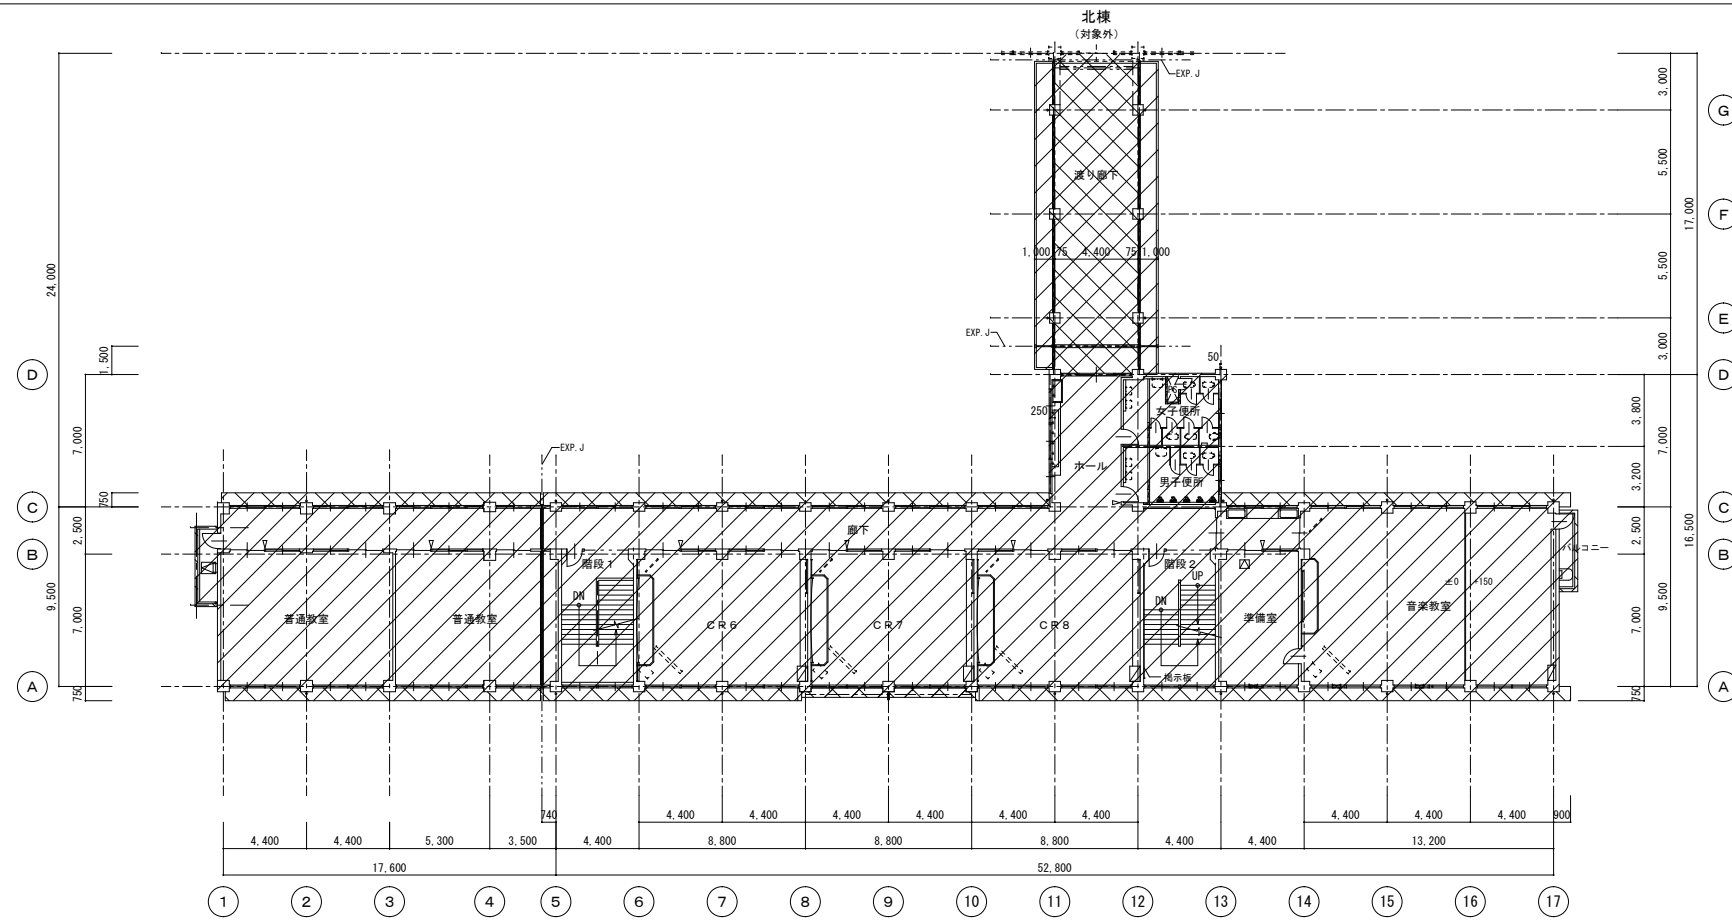 北棟
(対象外)
EXP.J
3,000
G
5,500
渡り廊下
F
17,000
24,000
1,000 75 4,400 75 1,000
5,500
E
EXP.J
3,000
1,500
50
D
D
PS
女子便所
3,800
250
7,000
7,000
EXP.J
ホール
男子便所
3,200
750
C
C
廊下
2,500
2,500
16,500
B
B
バルコニー
階段1
階段2
UP
±0
+150
DN
DN
9,500
9,500
7,000
7,000
普通教室
普通教室
CR6
CR7
CR8
準備室
音楽教室
掲示板
A
A
750
750
740
4,400 4,400 4,400 4,400 4,400 4,400 4,400 4,400 4,400 900
4,400 4,400 5,300 3,500 4,400 8,800 8,800 8,800 4,400 4,400 13,200
17,600 52,800
1 2 3 4 5 6 7 8 9 10 11 12 13 14 15 16 17